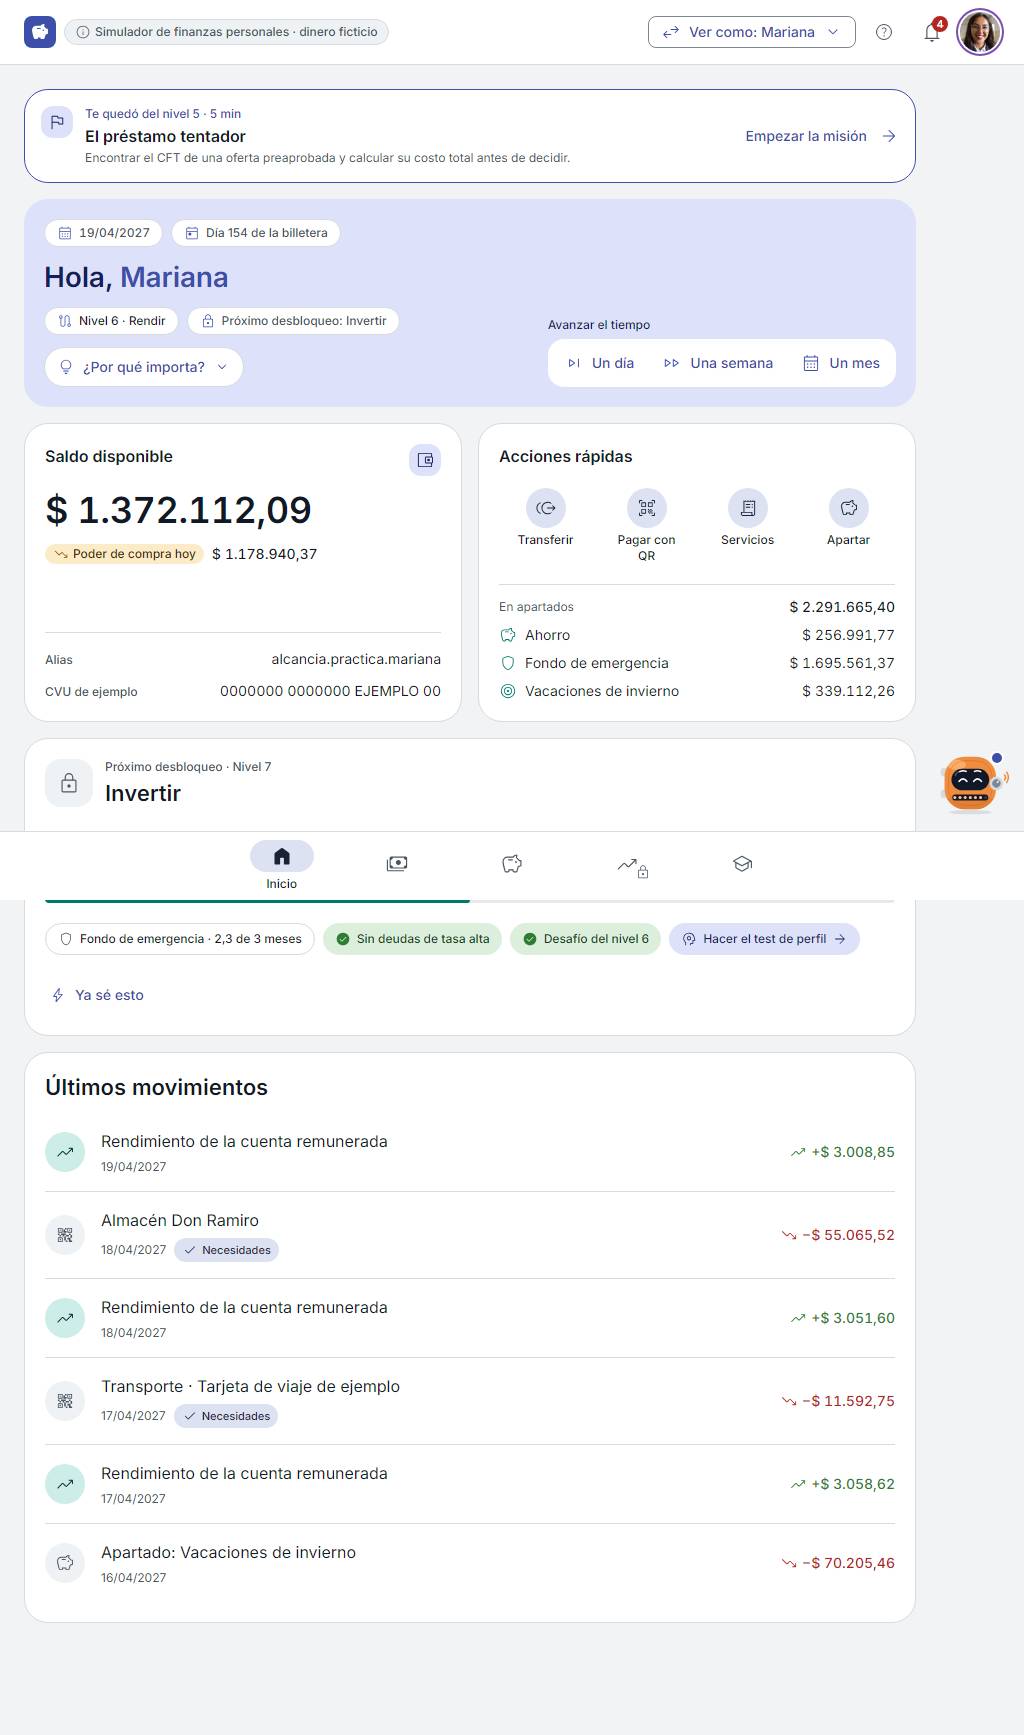 Simulador de finanzas personales · dinero ficticio
Ver como: Mariana
4
Te quedó del nivel 5 · 5 min
El préstamo tentador
Encontrar el CFT de una oferta preaprobada y calcular su costo total antes de decidir.
Empezar la misión
19/04/2027
Día 154 de la billetera
Hola, Mariana
Nivel 6 · Rendir
Próximo desbloqueo: Invertir
¿Por qué importa?
Avanzar el tiempo
Un día
Una semana
Un mes
Saldo disponible
$ 1.372.112,09
Poder de compra hoy
$ 1.178.940,37
Alias
alcancia.practica.mariana
CVU de ejemplo
0000000 0000000 EJEMPLO 00
Acciones rápidas
Transferir
Pagar con
QR
Servicios
Apartar
En apartados
$ 2.291.665,40
Ahorro
$ 256.991,77
Fondo de emergencia
$ 1.695.561,37
Vacaciones de invierno
$ 339.112,26
Próximo desbloqueo · Nivel 7
Invertir
Inicio
Fondo de emergencia · 2,3 de 3 meses
Sin deudas de tasa alta
Desafío del nivel 6
Hacer el test de perfil
Ya sé esto
Últimos movimientos
Rendimiento de la cuenta remunerada
19/04/2027
+$ 3.008,85
Almacén Don Ramiro
18/04/2027
Necesidades
−$ 55.065,52
Rendimiento de la cuenta remunerada
18/04/2027
+$ 3.051,60
Transporte · Tarjeta de viaje de ejemplo
17/04/2027
Necesidades
−$ 11.592,75
Rendimiento de la cuenta remunerada
17/04/2027
+$ 3.058,62
Apartado: Vacaciones de invierno
16/04/2027
−$ 70.205,46